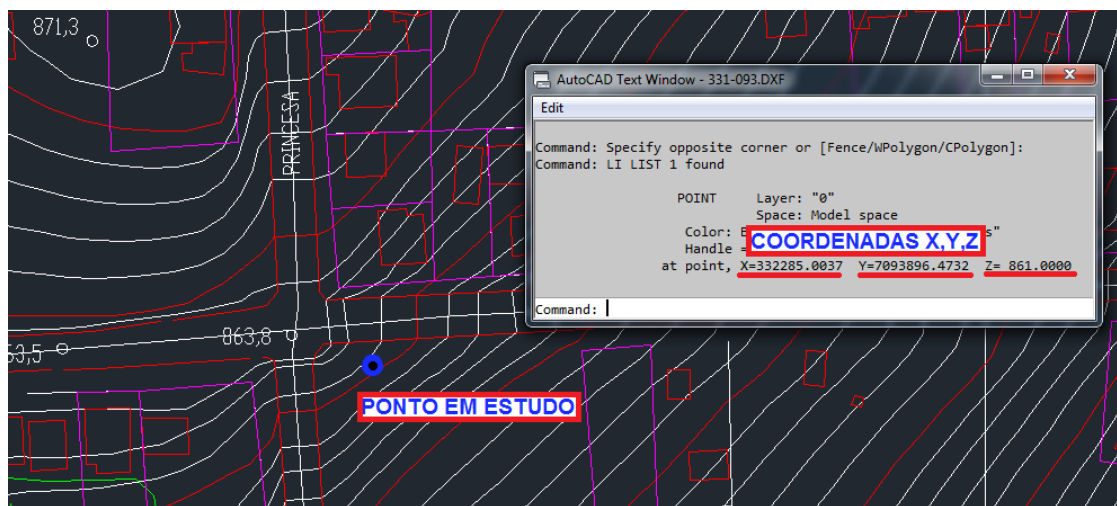 871,3
PRINCESA
AutoCAD Text Window - 331-093.DXF
Edit
Command: Specify opposite corner or [Fence/WPolygon/CPolygon]:
Command: LI LIST 1 found
POINT Layer: "0"
Space: Model space
Color: s"
Handle =
COORDENADAS X,Y,Z
at point, X=332285.0037 Y=7093896.4732 Z= 861.0000
Command:
863,8
53,5
PONTO EM ESTUDO